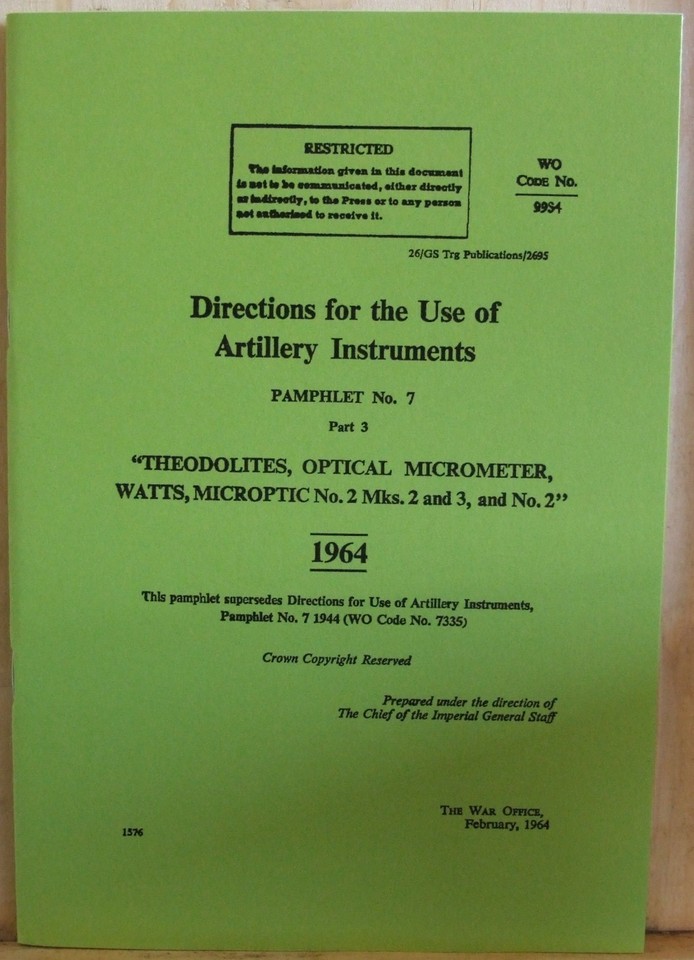 RESTRICTED
The information given in this document
is not to be communicated, either directly
or indirectly, to the Press or to any person
not authorised to receive it.
WO
CODE No.
9954
26/GS Trg Publications/2695
Directions for the Use of
Artillery Instruments
PAMPHLET No. 7
Part 3
“THEODOLITES, OPTICAL MICROMETER,
WATTS, MICROPTIC No. 2 Mks. 2 and 3, and No. 2”
1964
This pamphlet supersedes Directions for Use of Artillery Instruments,
Pamphlet No. 7 1944 (WO Code No. 7335)
Crown Copyright Reserved
Prepared under the direction of
The Chief of the Imperial General Staff
THE WAR OFFICE,
February, 1964
1576